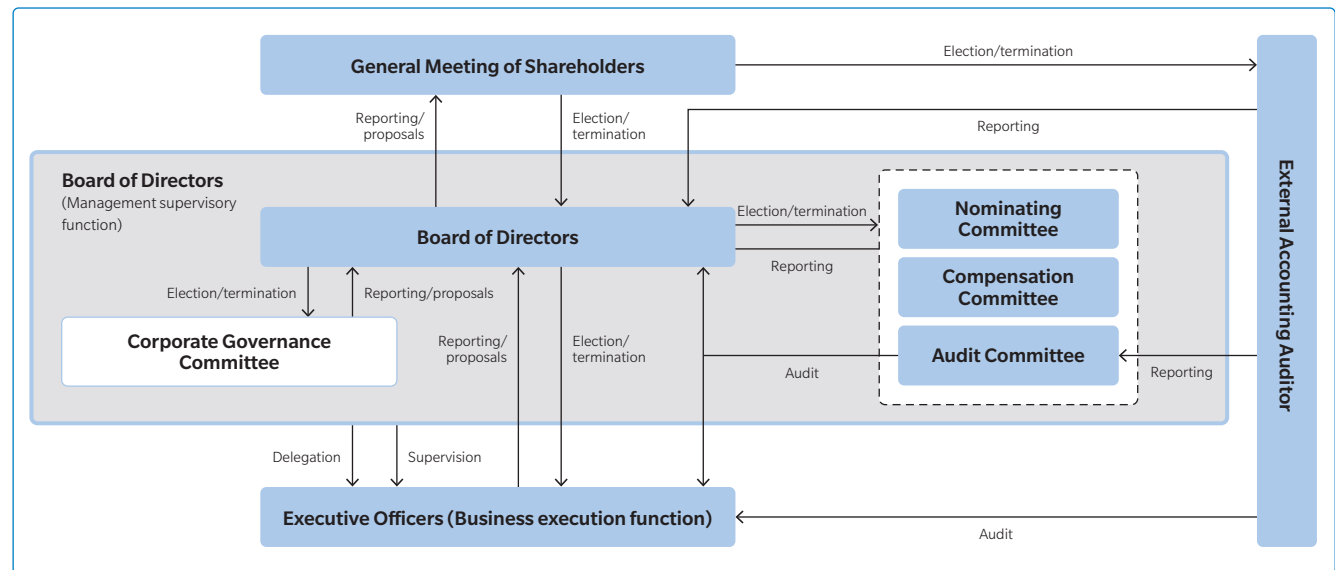 General Meeting of Shareholders
Election/termination
Reporting/
proposals
Election/
termination
Reporting
External Accounting Auditor
Board of Directors
(Management supervisory
function)
Board of Directors
Election/termination
Reporting
Nominating
Committee
Compensation
Committee
Audit Committee
Election/termination
Reporting/proposals
Corporate Governance
Committee
Reporting/
proposals
Election/
termination
Audit
Reporting
Delegation
Supervision
Executive Officers (Business execution function)
Audit